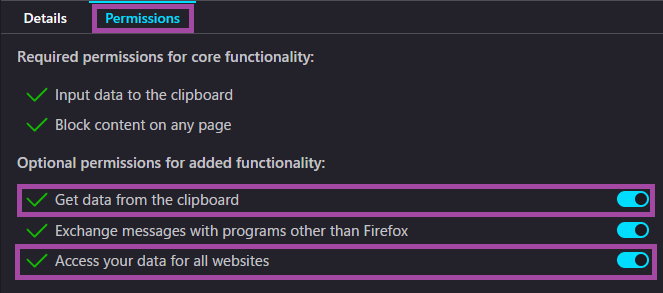 Details
Permissions
Required permissions for core functionality:
Input data to the clipboard
Block content on any page
Optional permissions for added functionality:
Get data from the clipboard
Exchange messages with programs other than Firefox
Access your data for all websites